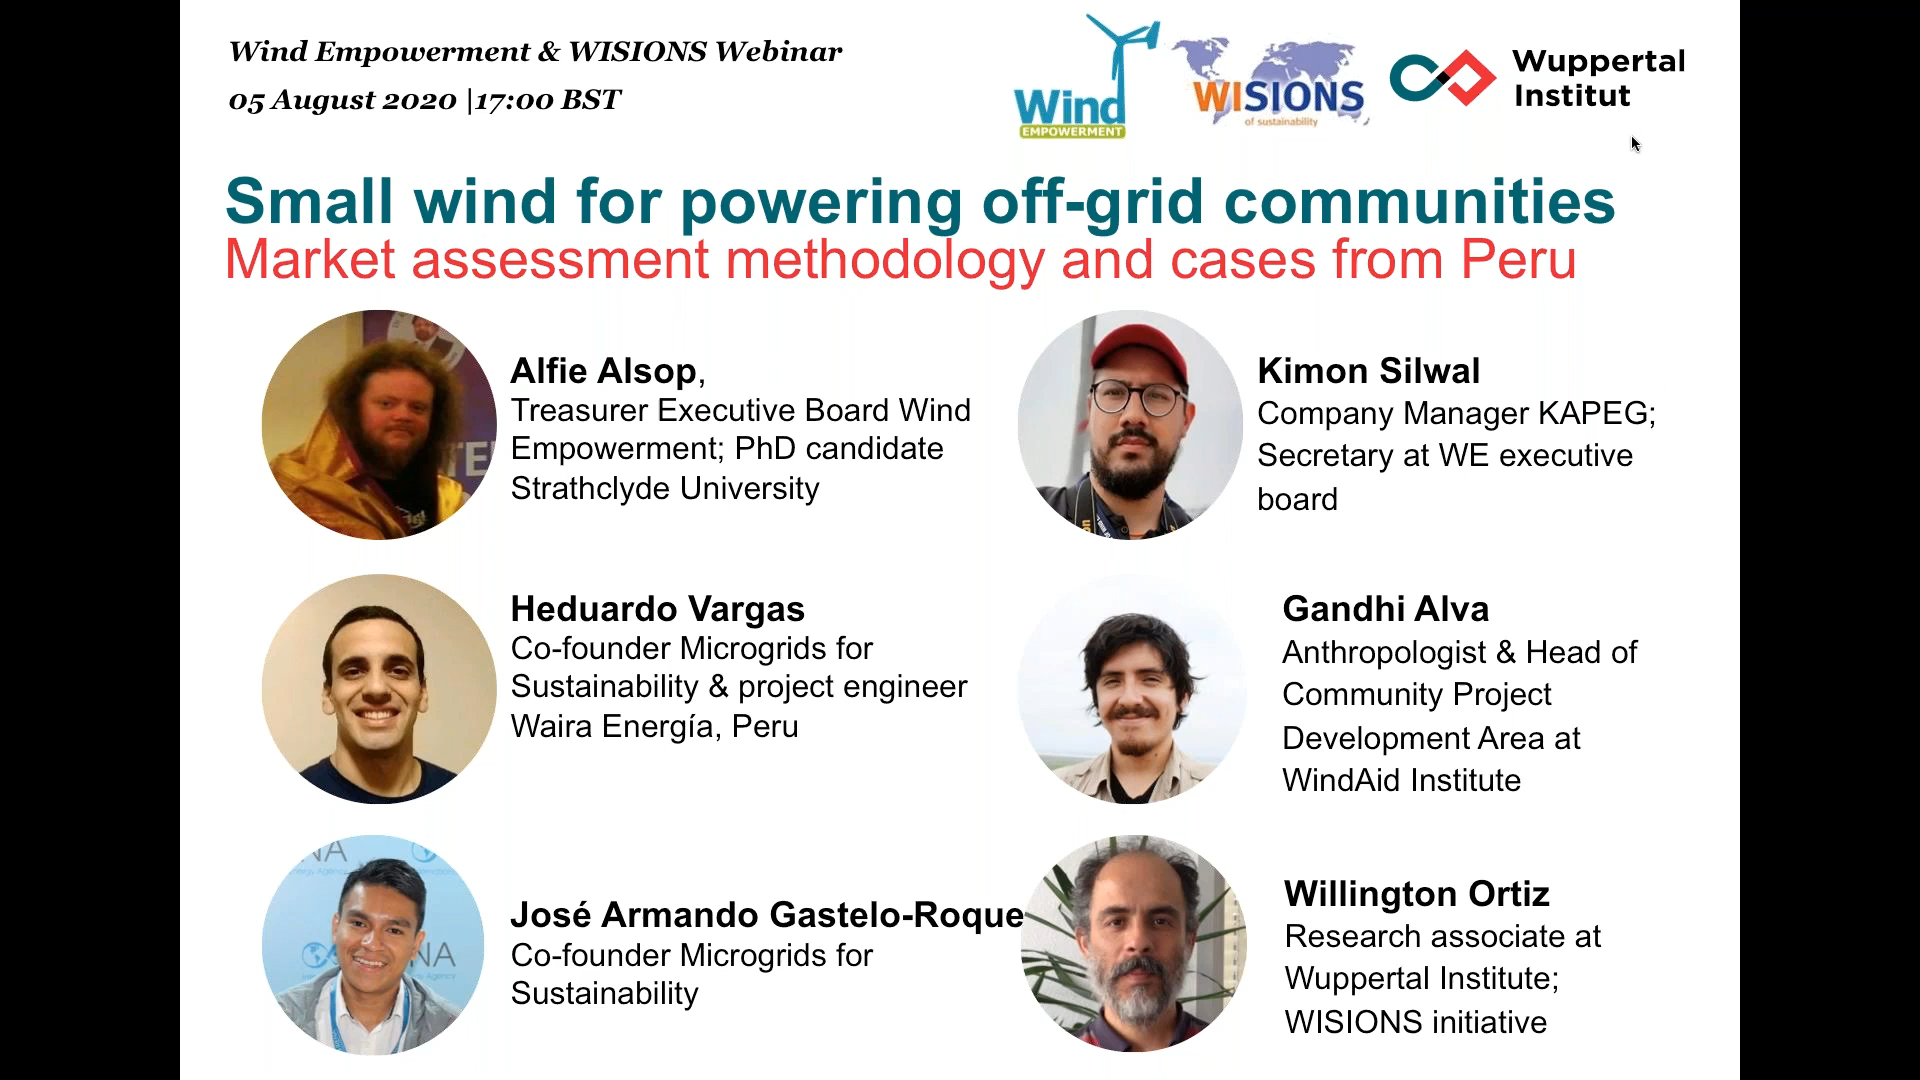 Wind Empowerment & WISIONS Webinar
05 August 2020 |17:00 BST
Wind
EMPOWERMENT
WISIONS
of sustainability
Wuppertal
Institut
Small wind for powering off-grid communities
Market assessment methodology and cases from Peru
Alfie Alsop,
Treasurer Executive Board Wind
Empowerment; PhD candidate
Strathclyde University
Kimon Silwal
Company Manager KAPEG;
Secretary at WE executive
board
Heduardo Vargas
Co-founder Microgrids for
Sustainability & project engineer
Waira Energía, Peru
Gandhi Alva
Anthropologist & Head of
Community Project
Development Area at
WindAid Institute
José Armando Gastelo-Roque
Co-founder Microgrids for
Sustainability
Willington Ortiz
Research associate at
Wuppertal Institute;
WISIONS initiative